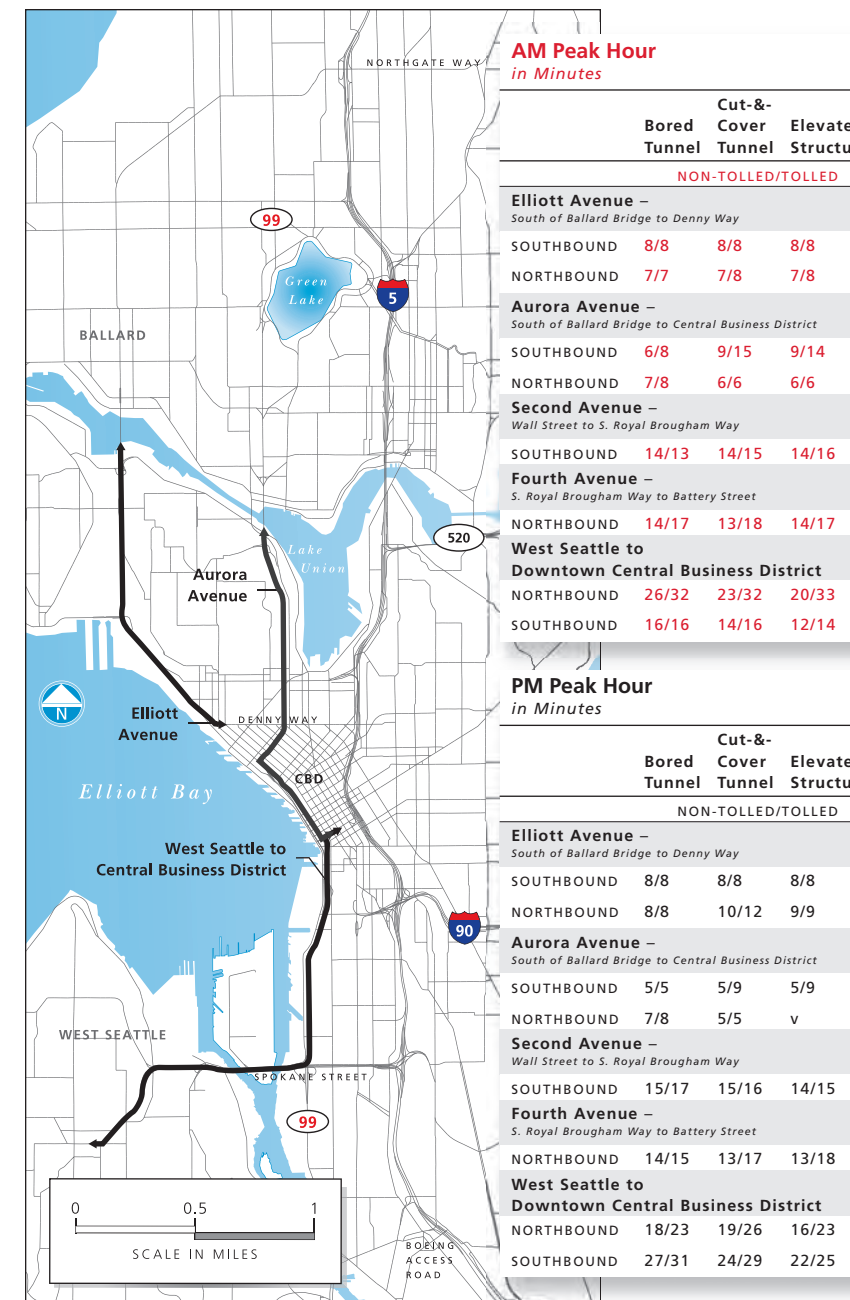 NORTHGATE WAY
99
Green
Lake
5
BALLARD
520
Lake
Union
Aurora
Avenue
N
Elliott
Avenue
DENNY WAY
CBD
Elliott Bay
West Seattle to
Central Business District
90
WEST SEATTLE
SPOKANE STREET
99
0 0.5 1
SCALE IN MILES
BOEING
ACCESS
ROAD
AM Peak Hour
in Minutes
Cut-&-
Bored Cover Elevate
Tunnel Tunnel Structu
NON-TOLLED/TOLLED
Elliott Avenue –
South of Ballard Bridge to Denny Way
SOUTHBOUND 8/8 8/8 8/8
NORTHBOUND 7/7 7/8 7/8
Aurora Avenue –
South of Ballard Bridge to Central Business District
SOUTHBOUND 6/8 9/15 9/14
NORTHBOUND 7/8 6/6 6/6
Second Avenue –
Wall Street to S. Royal Brougham Way
SOUTHBOUND 14/13 14/15 14/16
Fourth Avenue –
S. Royal Brougham Way to Battery Street
NORTHBOUND 14/17 13/18 14/17
West Seattle to
Downtown Central Business District
NORTHBOUND 26/32 23/32 20/33
SOUTHBOUND 16/16 14/16 12/14
PM Peak Hour
in Minutes
Cut-&-
Bored Cover Elevate
Tunnel Tunnel Structu
NON-TOLLED/TOLLED
Elliott Avenue –
South of Ballard Bridge to Denny Way
SOUTHBOUND 8/8 8/8 8/8
NORTHBOUND 8/8 10/12 9/9
Aurora Avenue –
South of Ballard Bridge to Central Business District
SOUTHBOUND 5/5 5/9 5/9
NORTHBOUND 7/8 5/5 v
Second Avenue –
Wall Street to S. Royal Brougham Way
SOUTHBOUND 15/17 15/16 14/15
Fourth Avenue –
S. Royal Brougham Way to Battery Street
NORTHBOUND 14/15 13/17 13/18
West Seattle to
Downtown Central Business District
NORTHBOUND 18/23 19/26 16/23
SOUTHBOUND 27/31 24/29 22/25